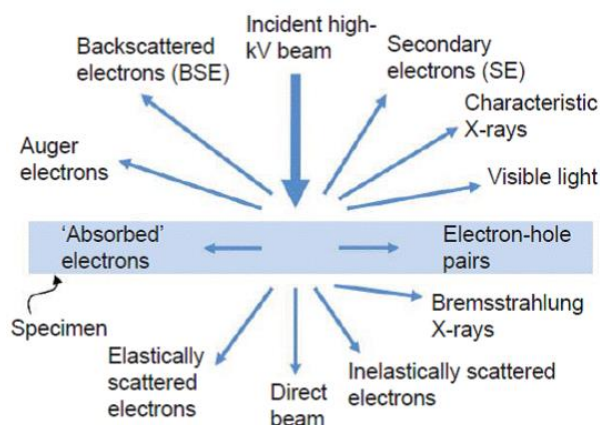 Incident high-
kV beam
Backscattered
electrons (BSE)
Secondary
electrons (SE)
Characteristic
X-rays
Auger
electrons
Visible light
‘Absorbed’
electrons
Electron-hole
pairs
Specimen
Bremsstrahlung
X-rays
Elastically
scattered
electrons
Direct
beam
Inelastically scattered
electrons